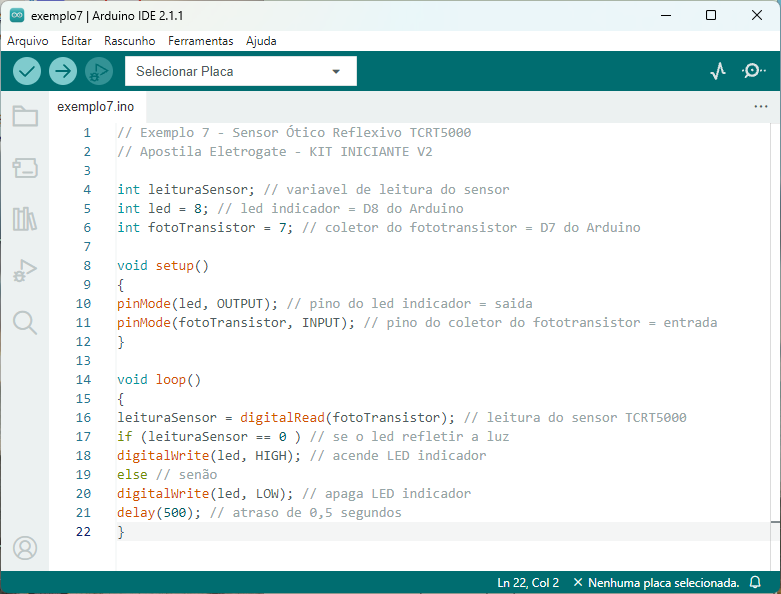 exemplo7 | Arduino IDE 2.1.1
Arquivo Editar Rascunho Ferramentas Ajuda
Selecionar Placa
exemplo7.ino
1 // Exemplo 7 - Sensor Ótico Reflexivo TCRT5000
2 // Apostila Eletrogate - KIT INICIANTE V2
3
4 int leituraSensor; // variavel de leitura do sensor
5 int led = 8; // led indicador = D8 do Arduino
6 int fotoTransistor = 7; // coletor do fototransistor = D7 do Arduino
7
8 void setup()
9 {
10 pinMode(led, OUTPUT); // pino do led indicador = saida
11 pinMode(fotoTransistor, INPUT); // pino do coletor do fototransistor = entrada
12 }
13
14 void loop()
15 {
16 leituraSensor = digitalRead(fotoTransistor); // leitura do sensor TCRT5000
17 if (leituraSensor == 0 ) // se o led refletir a luz
18 digitalWrite(led, HIGH); // acende LED indicador
19 else // senão
20 digitalWrite(led, LOW); // apaga LED indicador
21 delay(500); // atraso de 0,5 segundos
22 }
Ln 22, Col 2 × Nenhuma placa selecionada.